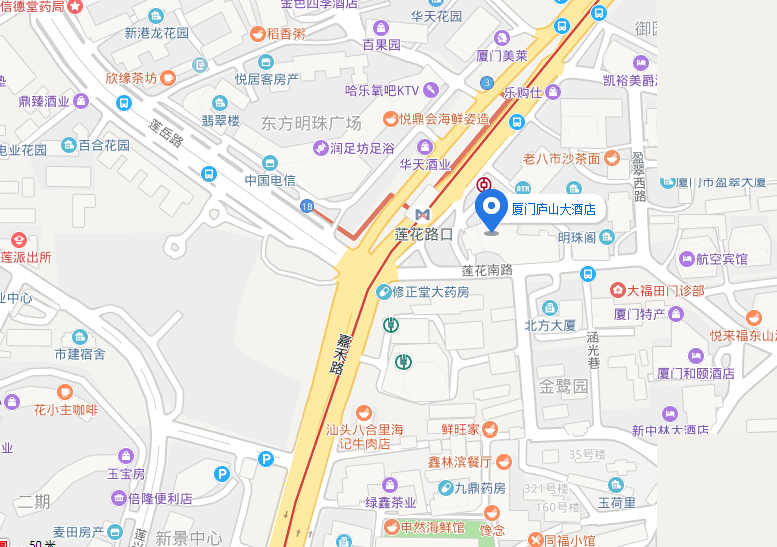 信德堂药局
金色四季酒店
华天花园
新港龙花园
稻香粥
百果园
厦门美莱
悦居客房产
欣缘茶坊
凯裕美爵酒
哈乐氧吧KTV
3
乐购仕
鼎臻酒业
翡翠楼
东方明珠广场
悦鼎会海鲜姿造
莲岳路
百合花园
电业花园
润足坊足浴
华天酒业
老八市沙茶面
盈翠西路
中国电信
ATM
厦门市盈翠大厦
1B
厦门庐山大酒店
莲花路口
明珠阁
莲派出所
莲花南路
航空宾馆
业中心
修正堂大药房
大福田门诊部
厦门特产
北方大厦
悦来福东山海
嘉禾路
涵光巷
市建宿舍
厦门和颐酒店
金鹭园
花小主咖啡
汕头八合里海
记牛肉店
鲜旺家
新中林大酒店
业
玉宝房
鑫林滨餐厅
35号楼
P
P
二期
倍隆便利店
绿鑫茶业
九鼎药房
321号楼
玉荷里
160号楼
麦田房产
莲
新景中心
申然海鲜馆
馋念
同福小馆
50米